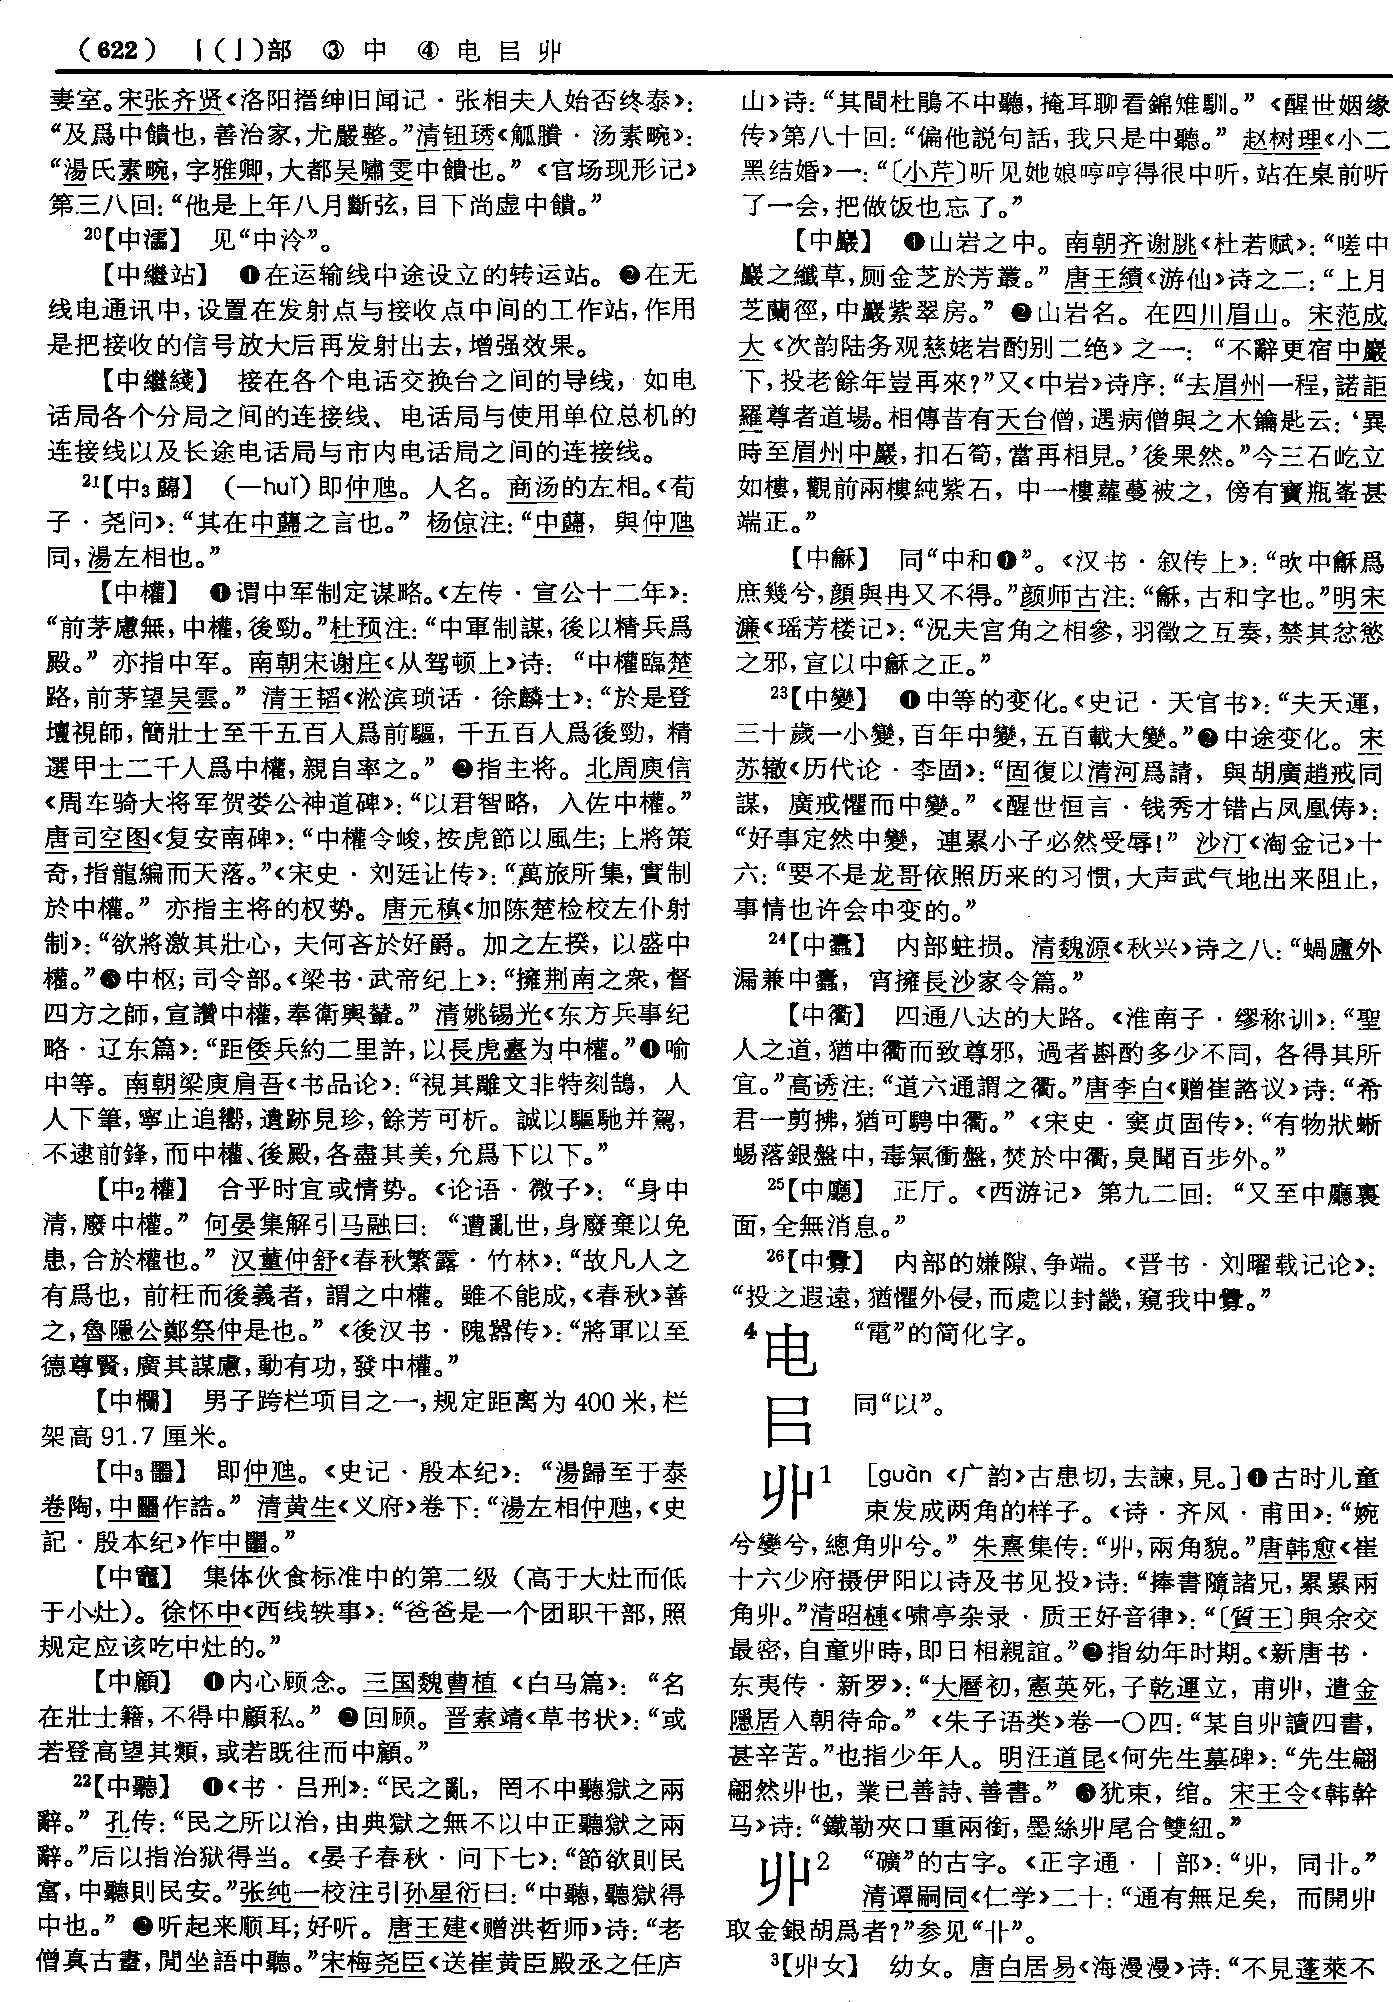 （622） 丨(亅)部 ③ 中 ④ 电 㠯 丱
妻室。宋张齐贤《洛阳搢绅旧闻记·张相夫人始否终泰》：
“及爲中饋也，善治家，尤嚴整。”清钮琇《觚賸·汤素畹》：
“湯氏素畹，字雅卿，大都吴嘯雯中饋也。”《官场现形记》
第三八回：“他是上年八月斷弦，目下尚虚中饋。”
20【中濡】 见“中泠”。
【中繼站】 ❶在运输线中途设立的转运站。❷在无
线电通讯中，设置在发射点与接收点中间的工作站，作用
是把接收的信号放大后再发射出去，增强效果。
【中繼綫】 接在各个电话交换台之间的导线，如电
话局各个分局之间的连接线、电话局与使用单位总机的
连接线以及长途电话局与市内电话局之间的连接线。
21【中3蘬】 （—huǐ）即仲虺。人名。商汤的左相。《荀
子·尧问》：“其在中蘬之言也。” 杨倞注：“中蘬，與仲虺
同，湯左相也。”
【中權】 ❶谓中军制定谋略。《左传·宣公十二年》：
“前茅慮無，中權，後勁。”杜预注：“中軍制謀，後以精兵爲
殿。” 亦指中军。南朝宋谢庄《从驾顿上》诗：“中權臨楚
路，前茅望吴雲。” 清王韬《淞滨琐话·徐麟士》：“於是登
壇視師，簡壯士至千五百人爲前驅，千五百人爲後勁，精
選甲士二千人爲中權，親自率之。” ❷指主将。北周庾信
《周车骑大将军贺娄公神道碑》：“以君智略，入佐中權。”
唐司空图《复安南碑》：“中權令峻，按虎節以風生；上將策
奇，指龍編而天落。”《宋史·刘廷让传》：“萬旅所集，實制
於中權。” 亦指主将的权势。唐元稹《加陈楚检校左仆射
制》：“欲將激其壯心，夫何吝於好爵。加之左揆，以盛中
權。”❸中枢；司令部。《梁书·武帝纪上》：“擁荆南之衆，督
四方之師，宣讚中權，奉衛輿輦。” 清姚锡光《东方兵事纪
略·辽东篇》：“距倭兵約二里許，以長虎臺为中權。”❹喻
中等。南朝梁庾肩吾《书品论》：“視其雕文非特刻鵠，人
人下筆，寧止追嚮，遺跡見珍，餘芳可析。誠以驅馳并駕，
不逮前鋒，而中權、後殿，各盡其美，允爲下以下。”
【中2權】 合乎时宜或情势。《论语·微子》：“身中
清，廢中權。” 何晏集解引马融曰：“遭亂世，身廢棄以免
患，合於權也。” 汉董仲舒《春秋繁露·竹林》：“故凡人之
有爲也，前枉而後義者，謂之中權。雖不能成，《春秋》善
之，魯隱公鄭祭仲是也。”《後汉书·隗嚣传》：“將軍以至
德尊賢，廣其謀慮，動有功，發中權。”
【中欄】 男子跨栏项目之一，规定距离为 400 米，栏
架高 91.7 厘米。
【中3𤳹】 即仲虺。《史记·殷本纪》：“湯歸至于泰
卷陶，中𤳹作誥。” 清黄生《义府》卷下：“湯左相仲虺，《史
記·殷本纪》作中𤳹。”
【中竈】 集体伙食标准中的第二级（高于大灶而低
于小灶）。徐怀中《西线轶事》：“爸爸是一个团职干部，照
规定应该吃中灶的。”
【中顧】 ❶内心顾念。三国魏曹植《白马篇》：“名
在壯士籍，不得中顧私。” ❷回顾。晋索靖《草书状》：“或
若登高望其類，或若既往而中顧。”
22【中聽】 ❶《书·吕刑》：“民之亂，罔不中聽獄之兩
辭。” 孔传：“民之所以治，由典獄之無不以中正聽獄之兩
辭。”后以指治狱得当。《晏子春秋·问下七》：“節欲則民
富，中聽則民安。”张纯一校注引孙星衍曰：“中聽，聽獄得
中也。” ❷听起来顺耳；好听。唐王建《赠洪哲师》诗：“老
僧真古畫，閒坐語中聽。”宋梅尧臣《送崔黄臣殿丞之任庐
山》诗：“其間杜鵑不中聽，掩耳聊看錦雉馴。”《醒世姻缘
传》第八十回：“偏他説句話，我只是中聽。” 赵树理《小二
黑结婚》一：“〔小芹〕听见她娘哼哼得很中听，站在桌前听
了一会，把做饭也忘了。”
【中巖】 ❶山岩之中。南朝齐谢朓《杜若赋》：“嗟中
巖之纖草，厕金芝於芳叢。” 唐王績《游仙》诗之二：“上月
芝蘭徑，中巖紫翠房。” ❷山岩名。在四川眉山。宋范成
大《次韵陆务观慈姥岩酌别二绝》之一：“不辭更宿中巖
下，投老餘年豈再來？”又《中岩》诗序：“去眉州一程，諾詎
羅尊者道場。相傳昔有天台僧，遇病僧與之木鑰匙云：‘異
時至眉州中巖，扣石筍，當再相見。’後果然。”今三石屹立
如樓，觀前兩樓純紫石，中一樓蘿蔓被之，傍有寶瓶峯甚
端正。”
【中龢】 同“中和❶”。《汉书·叙传上》：“欥中龢爲
庶幾兮，顔與冉又不得。”颜师古注：“龢，古和字也。”明宋
濂《瑶芳楼记》：“況夫宫角之相參，羽徵之互奏，禁其忿慾
之邪，宣以中龢之正。”
23【中變】 ❶中等的变化。《史记·天官书》：“夫天運，
三十歲一小變，百年中變，五百載大變。”❷中途变化。宋
苏辙《历代论·李固》：“固復以清河爲請，與胡廣趙戒同
謀，廣戒懼而中變。”《醒世恒言·钱秀才错占凤凰俦》：
“好事定然中變，連累小子必然受辱！” 沙汀《淘金记》十
六：“要不是龙哥依照历来的习惯，大声武气地出来阻止，
事情也许会中变的。”
24【中蠹】 内部蛀损。清魏源《秋兴》诗之八：“蝸廬外
漏兼中蠹，宵擁長沙家令篇。”
【中衢】 四通八达的大路。《淮南子·缪称训》：“聖
人之道，猶中衢而致尊邪，過者斟酌多少不同，各得其所
宜。”高诱注：“道六通謂之衢。”唐李白《赠崔諮议》诗：“希
君一剪拂，猶可騁中衢。”《宋史·窦贞固传》：“有物狀蜥
蜴落銀盤中，毒氣衝盤，焚於中衢，臭聞百步外。”
25【中廳】 正厅。《西游记》第九二回：“又至中廳裏
面，全無消息。”
26【中釁】 内部的嫌隙、争端。《晋书·刘曜载记论》：
“投之遐遠，猶懼外侵，而處以封畿，窺我中釁。”
4电 “電”的简化字。
㠯 同“以”。
丱1 [guàn《广韵》古患切，去諫，見。]❶古时儿童
束发成两角的样子。《诗·齐风·甫田》：“婉
兮孌兮，總角丱兮。” 朱熹集传：“丱，兩角貌。”唐韩愈《崔
十六少府摄伊阳以诗及书见投》诗：“捧書隨諸兄，累累兩
角丱。”清昭槤《啸亭杂录·质王好音律》：“〔質王〕與余交
最密，自童丱時，即日相親誼。”❷指幼年时期。《新唐书·
东夷传·新罗》：“大曆初，憲英死，子乾運立，甫丱，遣金
隱居入朝待命。”《朱子语类》卷一〇四：“某自丱讀四書，
甚辛苦。”也指少年人。明汪道昆《何先生墓碑》：“先生翩
翩然丱也，業已善詩、善書。” ❸犹束，绾。宋王令《韩幹
马》诗：“鐵勒夾口重兩銜，墨絲丱尾合雙紐。”
丱2 “礦”的古字。《正字通·丨部》：“丱，同卝。”
清谭嗣同《仁学》二十：“通有無足矣，而開丱
取金銀胡爲者？”参见“卝”。
3【丱女】 幼女。唐白居易《海漫漫》诗：“不見蓬萊不